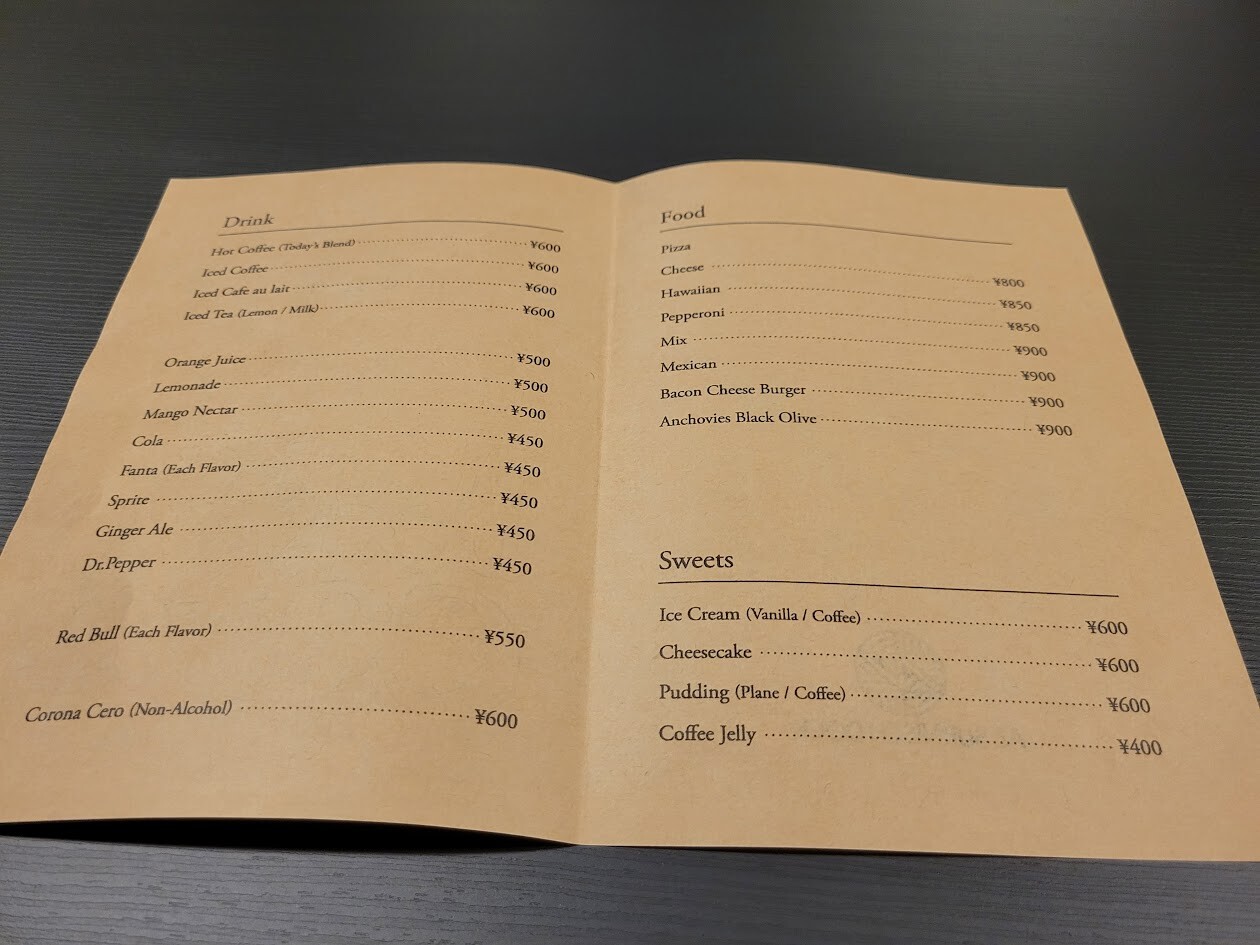 Drink
Hot Coffee (Today's Blend) ¥600
Iced Coffee ¥600
Iced Cafe au lait ¥600
Iced Tea (Lemon / Milk) ¥600
Orange Juice ¥500
Lemonade ¥500
Mango Nectar ¥500
Cola ¥450
Fanta (Each Flavor) ¥450
Sprite ¥450
Ginger Ale ¥450
Dr.Pepper ¥450
Red Bull (Each Flavor) ¥550
Corona Cero (Non-Alcohol) ¥600
Food
Pizza
Cheese ¥800
Hawaiian ¥850
Pepperoni ¥850
Mix ¥900
Mexican ¥900
Bacon Cheese Burger ¥900
Anchovies Black Olive ¥900
Sweets
Ice Cream (Vanilla / Coffee) ¥600
Cheesecake ¥600
Pudding (Plane / Coffee) ¥600
Coffee Jelly ¥400